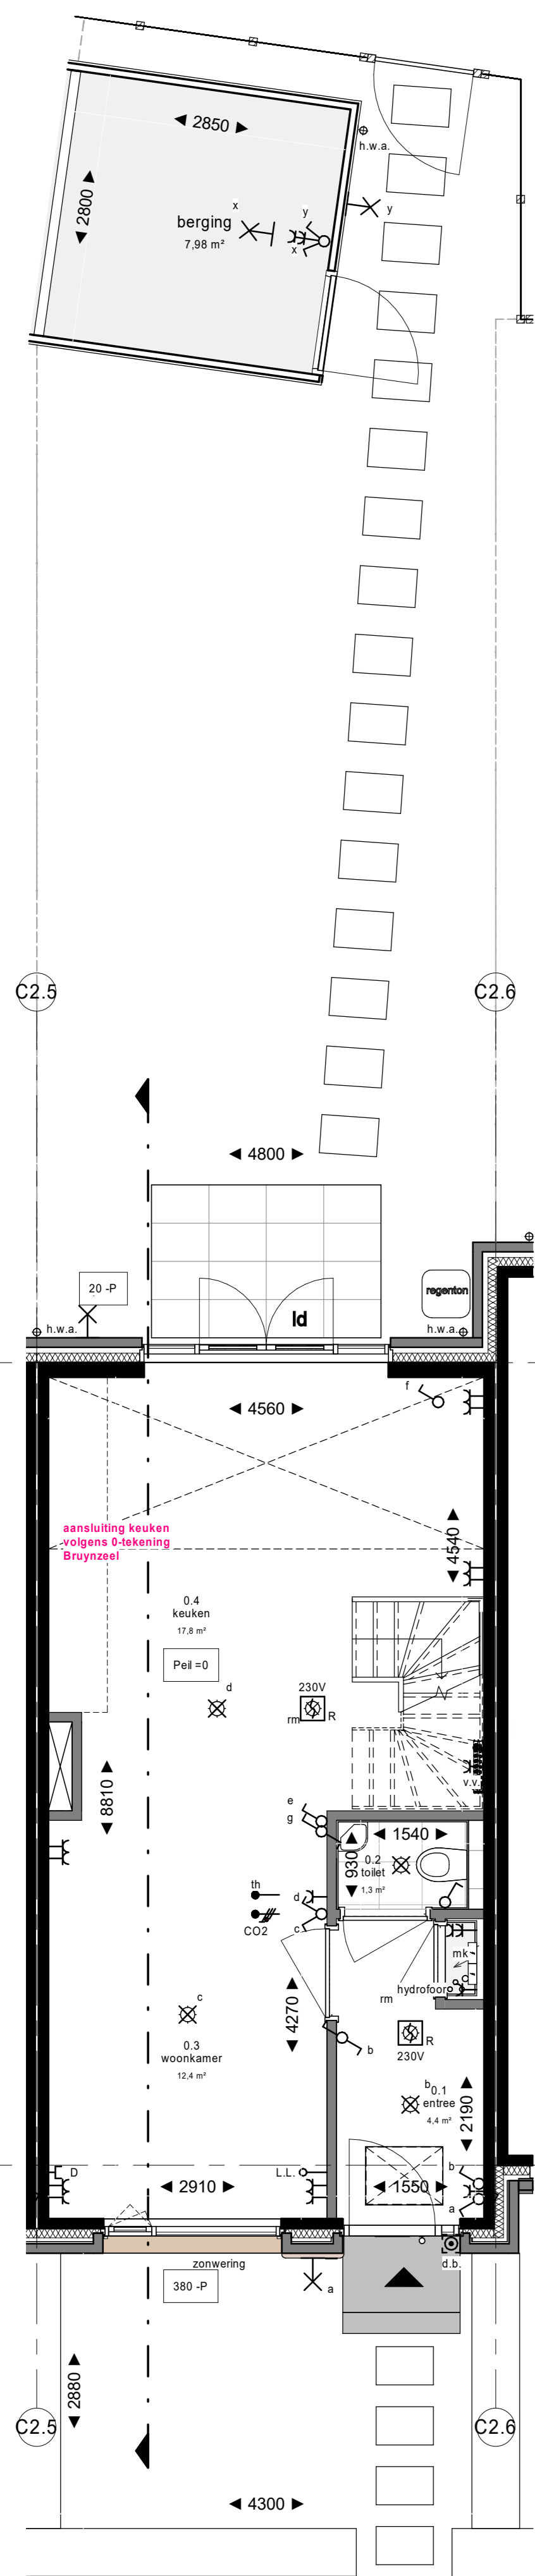 2850
h.w.a.
2800
x
y
y
berging
7,98 m²
x
C2.5
C2.6
4800
20 -P
regenton
h.w.a.
ld
h.w.a.
4560
f
aansluiting keuken
volgens 0-tekening
Bruynzeel
4540
0.4
keuken
17,8 m²
Peil =0
d
230V
rm
R
v.v.
8810
e
g
1540
930
0.2
toilet
1,3 m²
th
d
CO2
c
mk
hydrofoor
rm
c
4270
R
b
230V
0.3
woonkamer
12,4 m²
b
0.1
entree
4,4 m²
2190
D
L.L.
b
2910
1550
a
zonwering
d.b.
380 -P
a
2880
C2.5
C2.6
4300